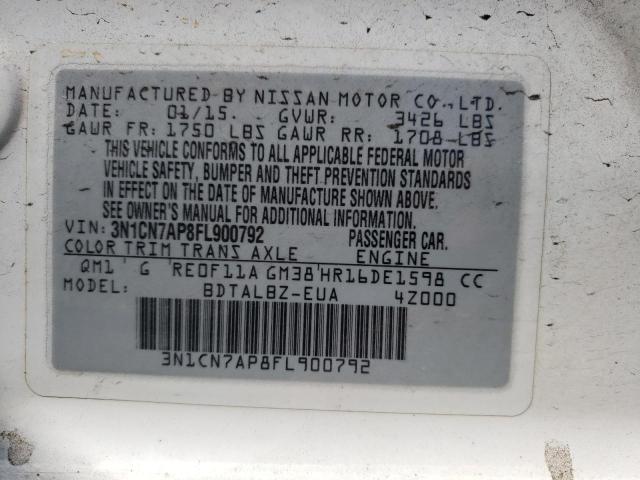 MANUFACTURED BY NISSAN MOTOR CO., LTD.
DATE: 01/15. GVWR: 3426 LBS
GAWR FR: 1750 LBS GAWR RR: 1708 LBS
THIS VEHICLE CONFORMS TO ALL APPLICABLE FEDERAL MOTOR
VEHICLE SAFETY, BUMPER AND THEFT PREVENTION STANDARDS
IN EFFECT ON THE DATE OF MANUFACTURE SHOWN ABOVE.
SEE OWNER'S MANUAL FOR ADDITIONAL INFORMATION.
VIN: 3N1CN7AP8FL900792 PASSENGER CAR.
COLOR TRIM TRANS AXLE ENGINE
QM1 G RE0F11A GM38 HR16DE1598 CC
MODEL: BDTALBZ-EUA 4Z000
3N1CN7AP8FL900792